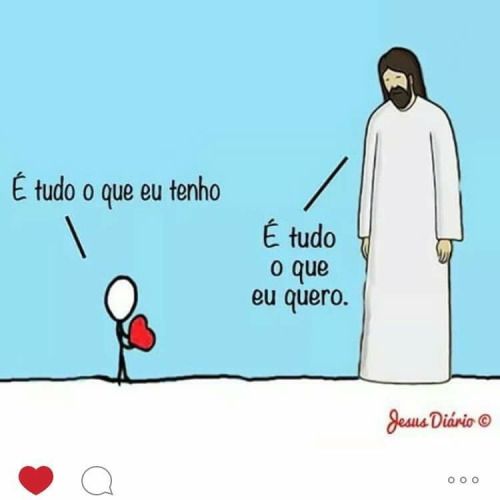 É tudo o que eu tenho
É tudo
o que
eu quero.
Jesus Diário ©